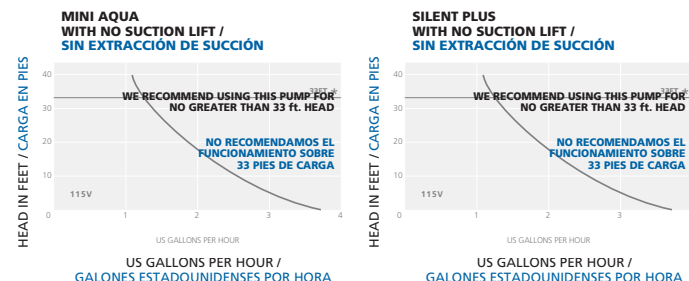 MINI AQUA
WITH NO SUCTION LIFT /
SIN EXTRACCIÓN DE SUCCIÓN
HEAD IN FEET / CARGA EN PIES
40
33FT *
WE RECOMMEND USING THIS PUMP FOR
NO GREATER THAN 33 ft. HEAD
30
20
NO RECOMENDAMOS EL
FUNCIONAMIENTO SOBRE
33 PIES DE CARGA
10
115V
0 1 2 3 4
US GALLONS PER HOUR
US GALLONS PER HOUR /
GALONES ESTADOUNIDENSES POR HORA
SILENT PLUS
WITH NO SUCTION LIFT /
SIN EXTRACCIÓN DE SUCCIÓN
HEAD IN FEET / CARGA EN PIES
40
33FT *
WE RECOMMEND USING THIS PUMP FOR
NO GREATER THAN 33 ft. HEAD
30
20
NO RECOMENDAMOS EL
FUNCIONAMIENTO SOBRE
33 PIES DE CARGA
10
115V
0 1 2 3
US GALLONS PER HOUR
US GALLONS PER HOUR /
GALONES ESTADOUNIDENSES POR HORA